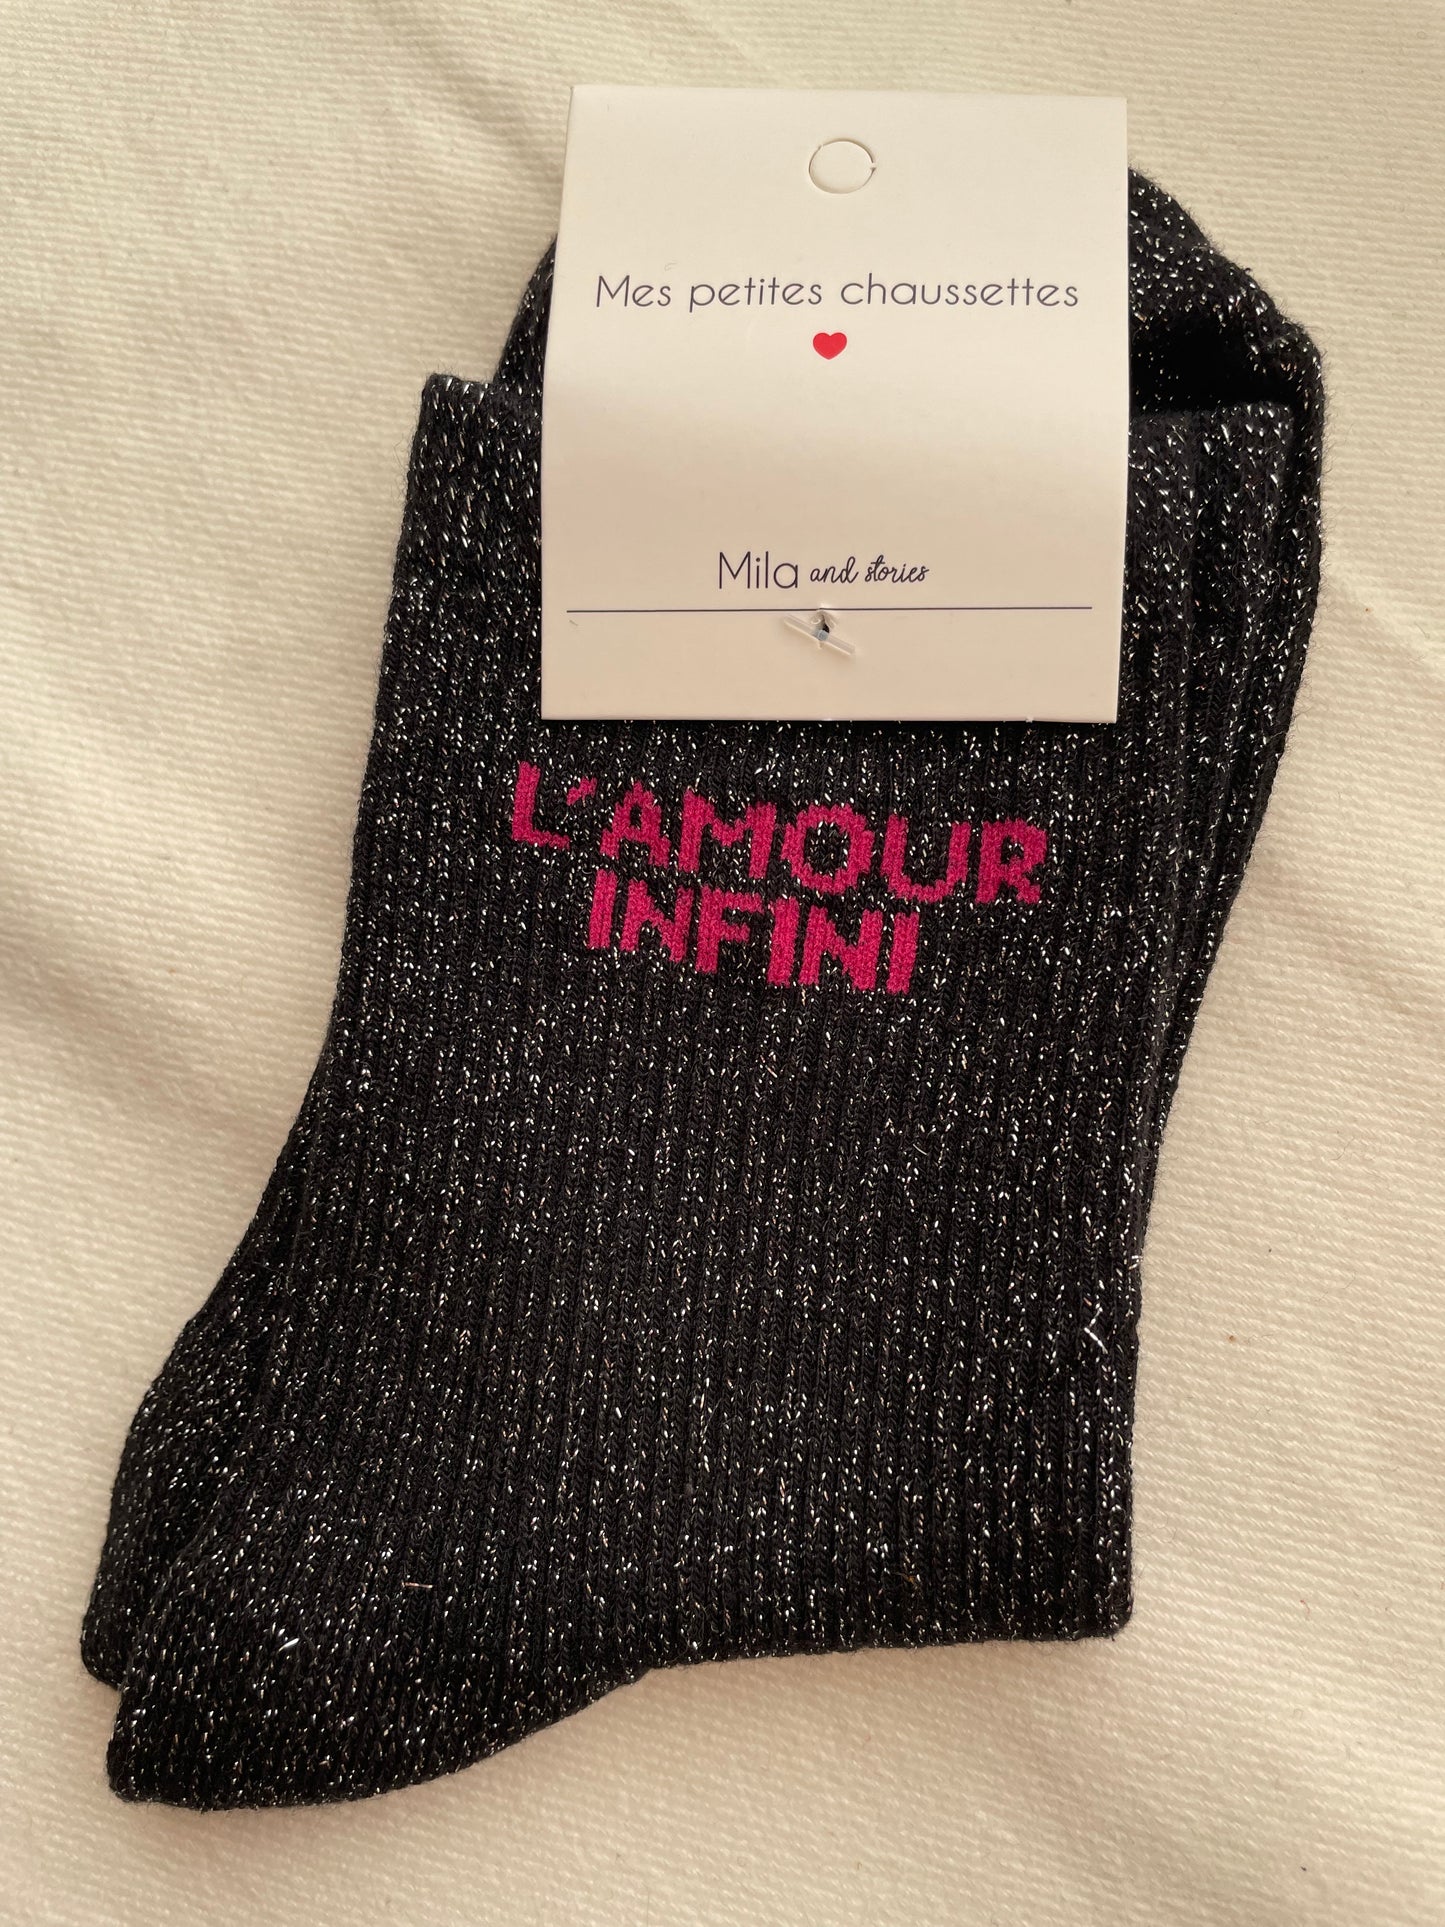 Mes petites chaussettes
Mila and stories
L'AMOUR
INFINI